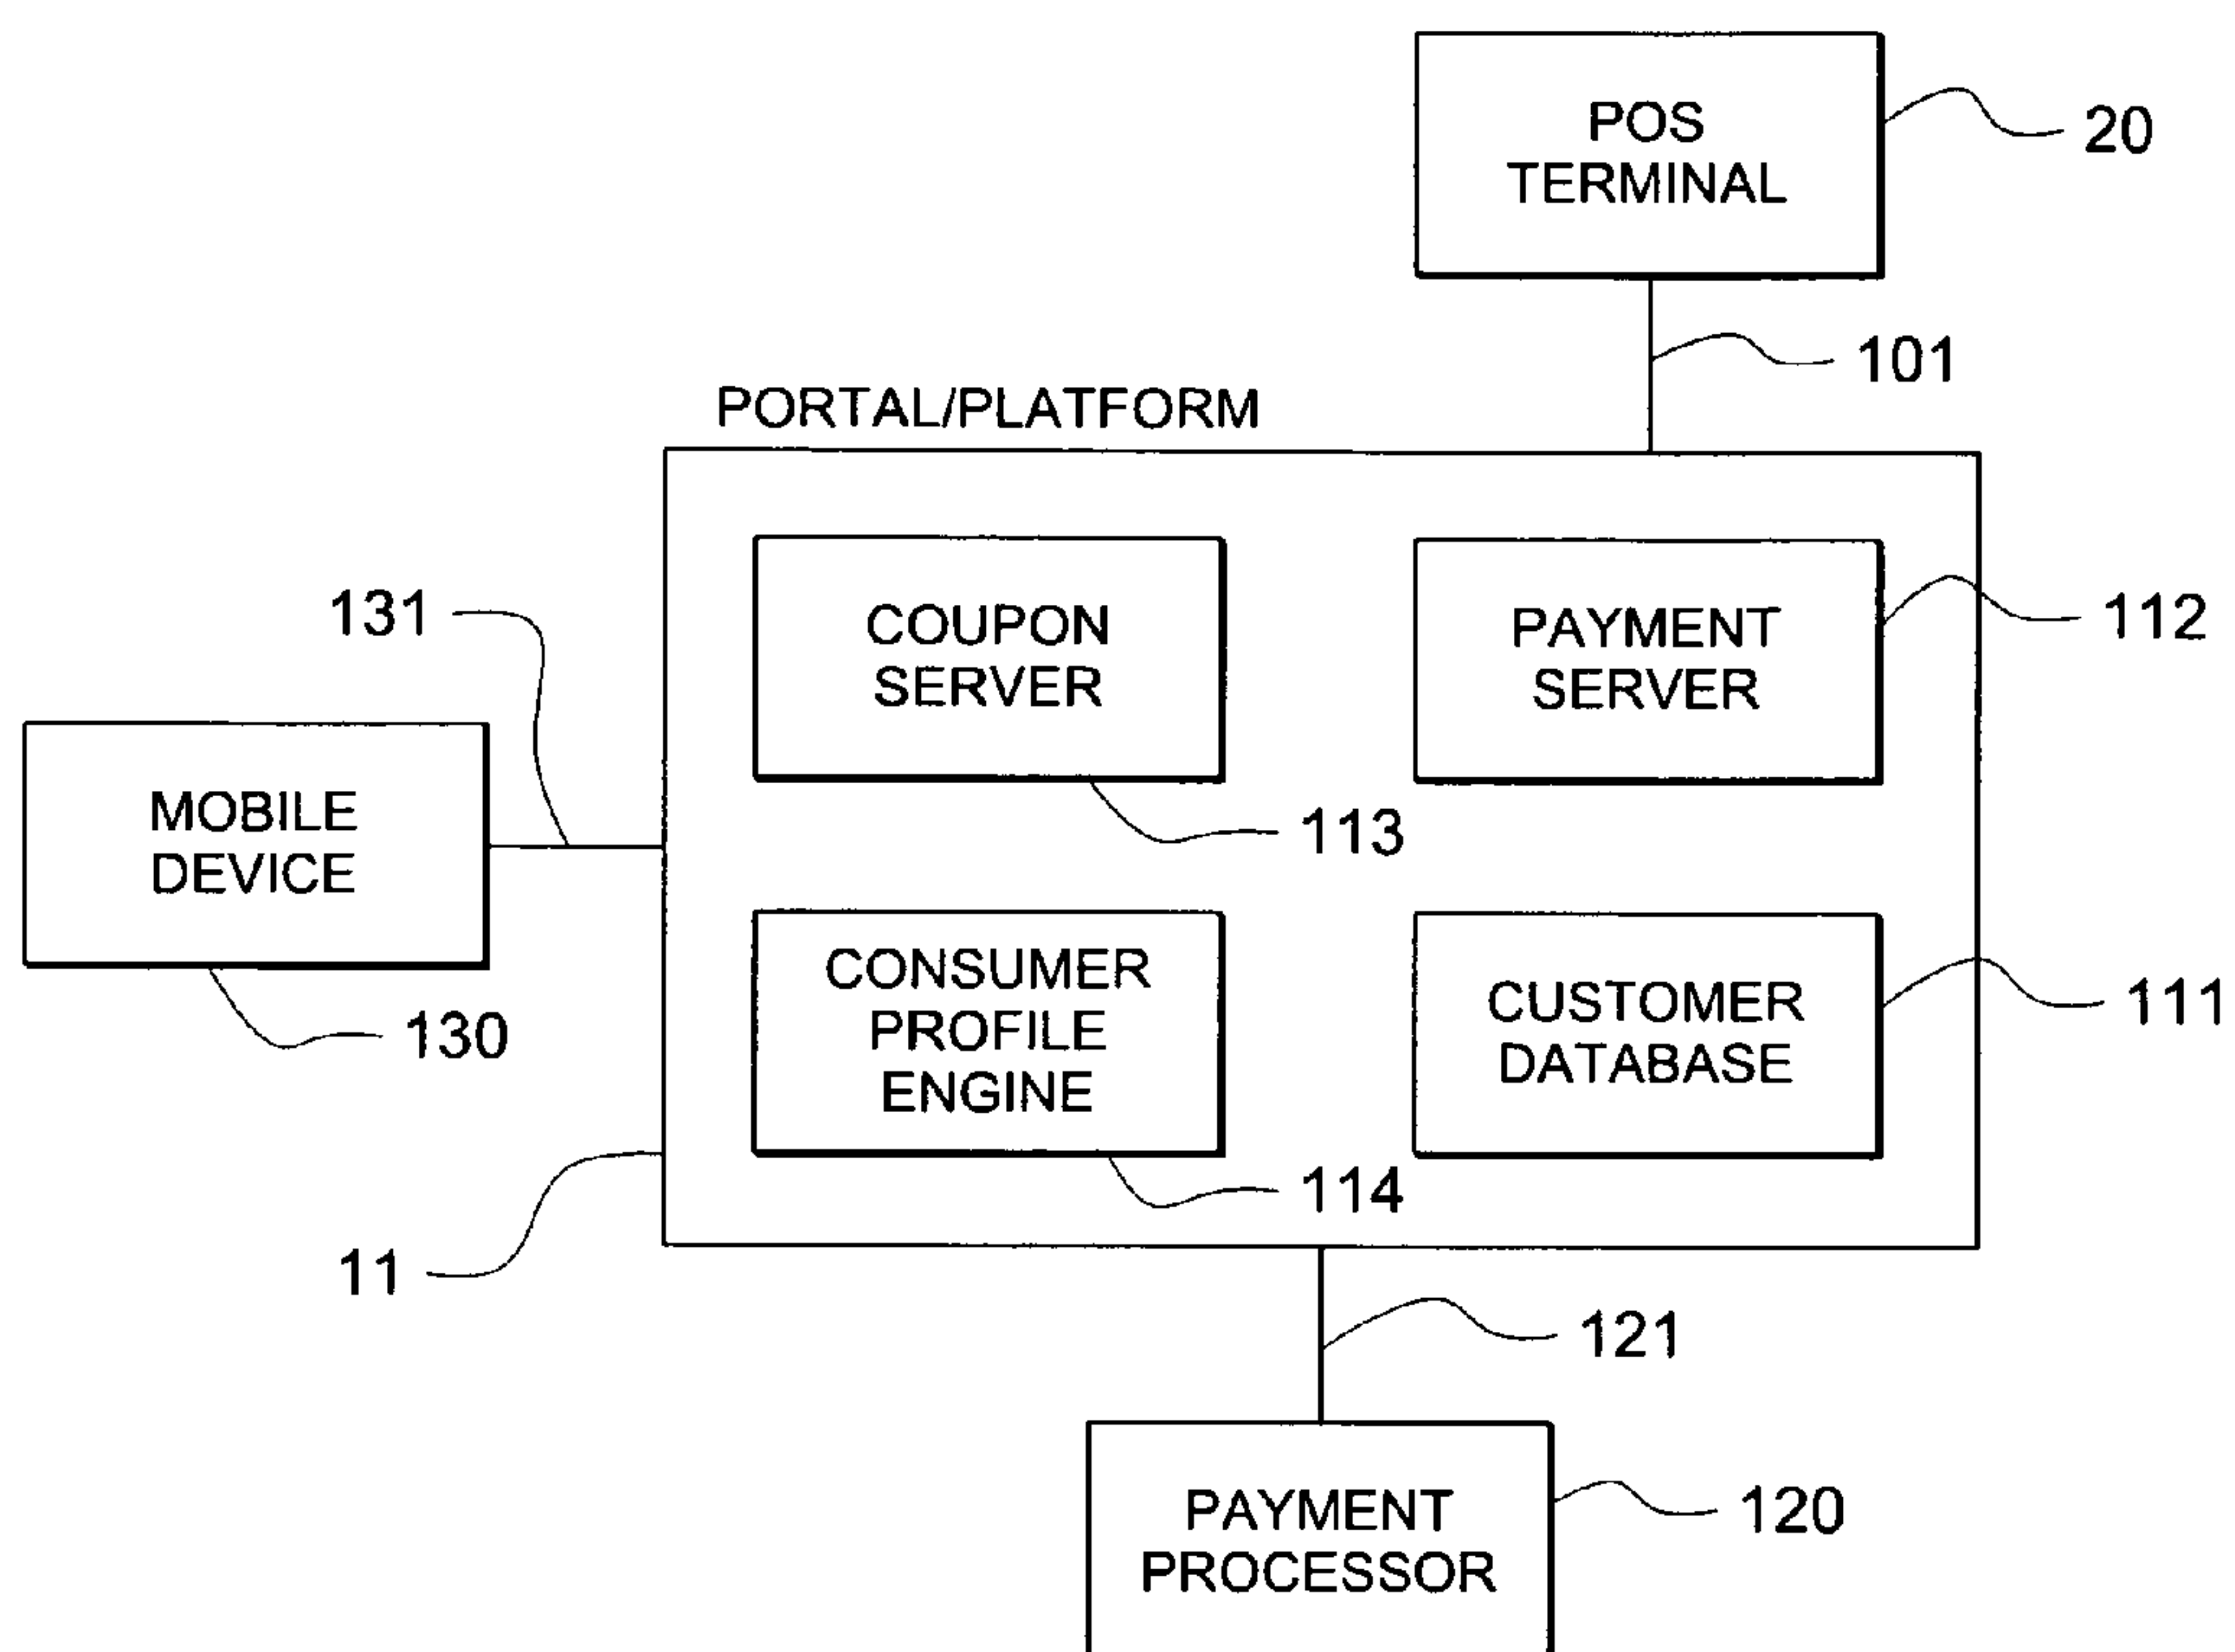 POS
TERMINAL
20
101
PORTAL/PLATFORM
COUPON
SERVER
PAYMENT
SERVER
112
131
113
MOBILE
DEVICE
130
CONSUMER
PROFILE
ENGINE
CUSTOMER
DATABASE
111
114
11
121
PAYMENT
PROCESSOR
120